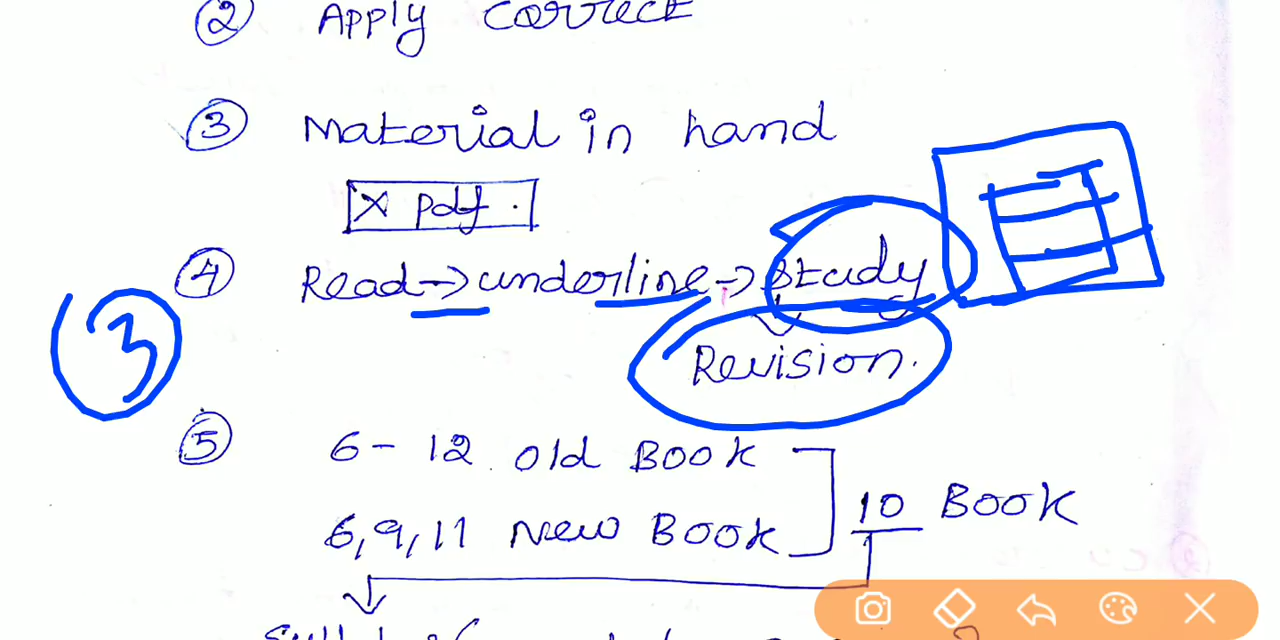 ② Apply correct
③ Material in hand
X pdf.
④ Read → underline → Study
3
Revision.
⑤ 6 - 12 old Book
10 Book
6, 9, 11 New Book